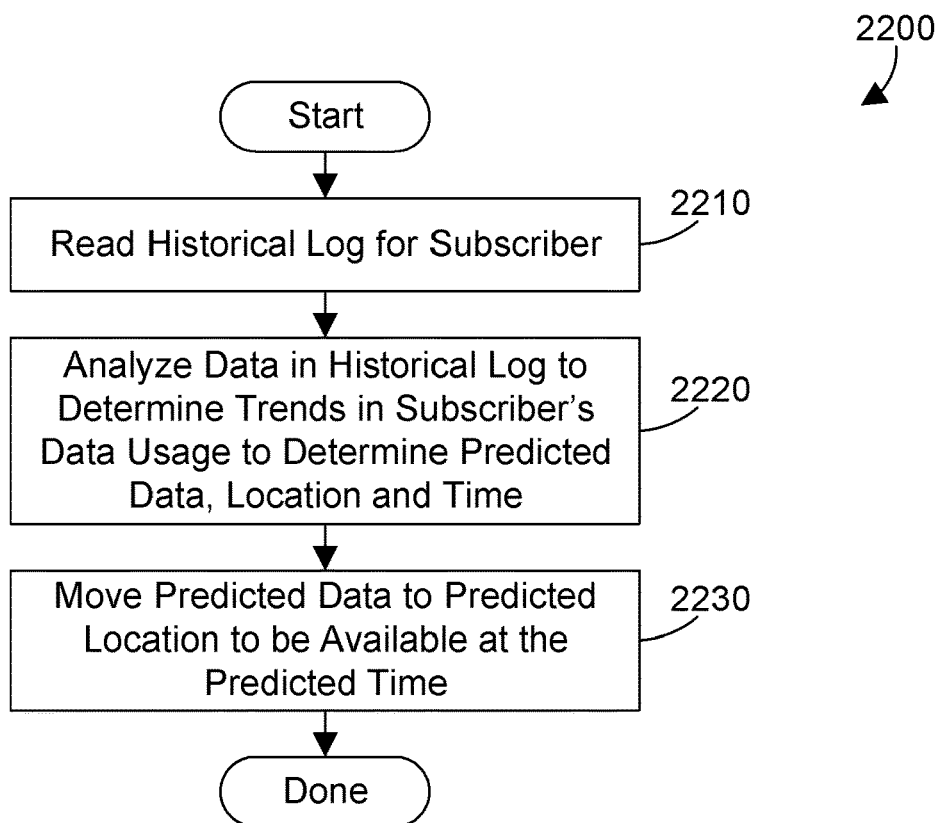 2200
Start
2210
Read Historical Log for Subscriber
Analyze Data in Historical Log to
Determine Trends in Subscriber's
Data Usage to Determine Predicted
Data, Location and Time
2220
Move Predicted Data to Predicted
Location to be Available at the
Predicted Time
2230
Done